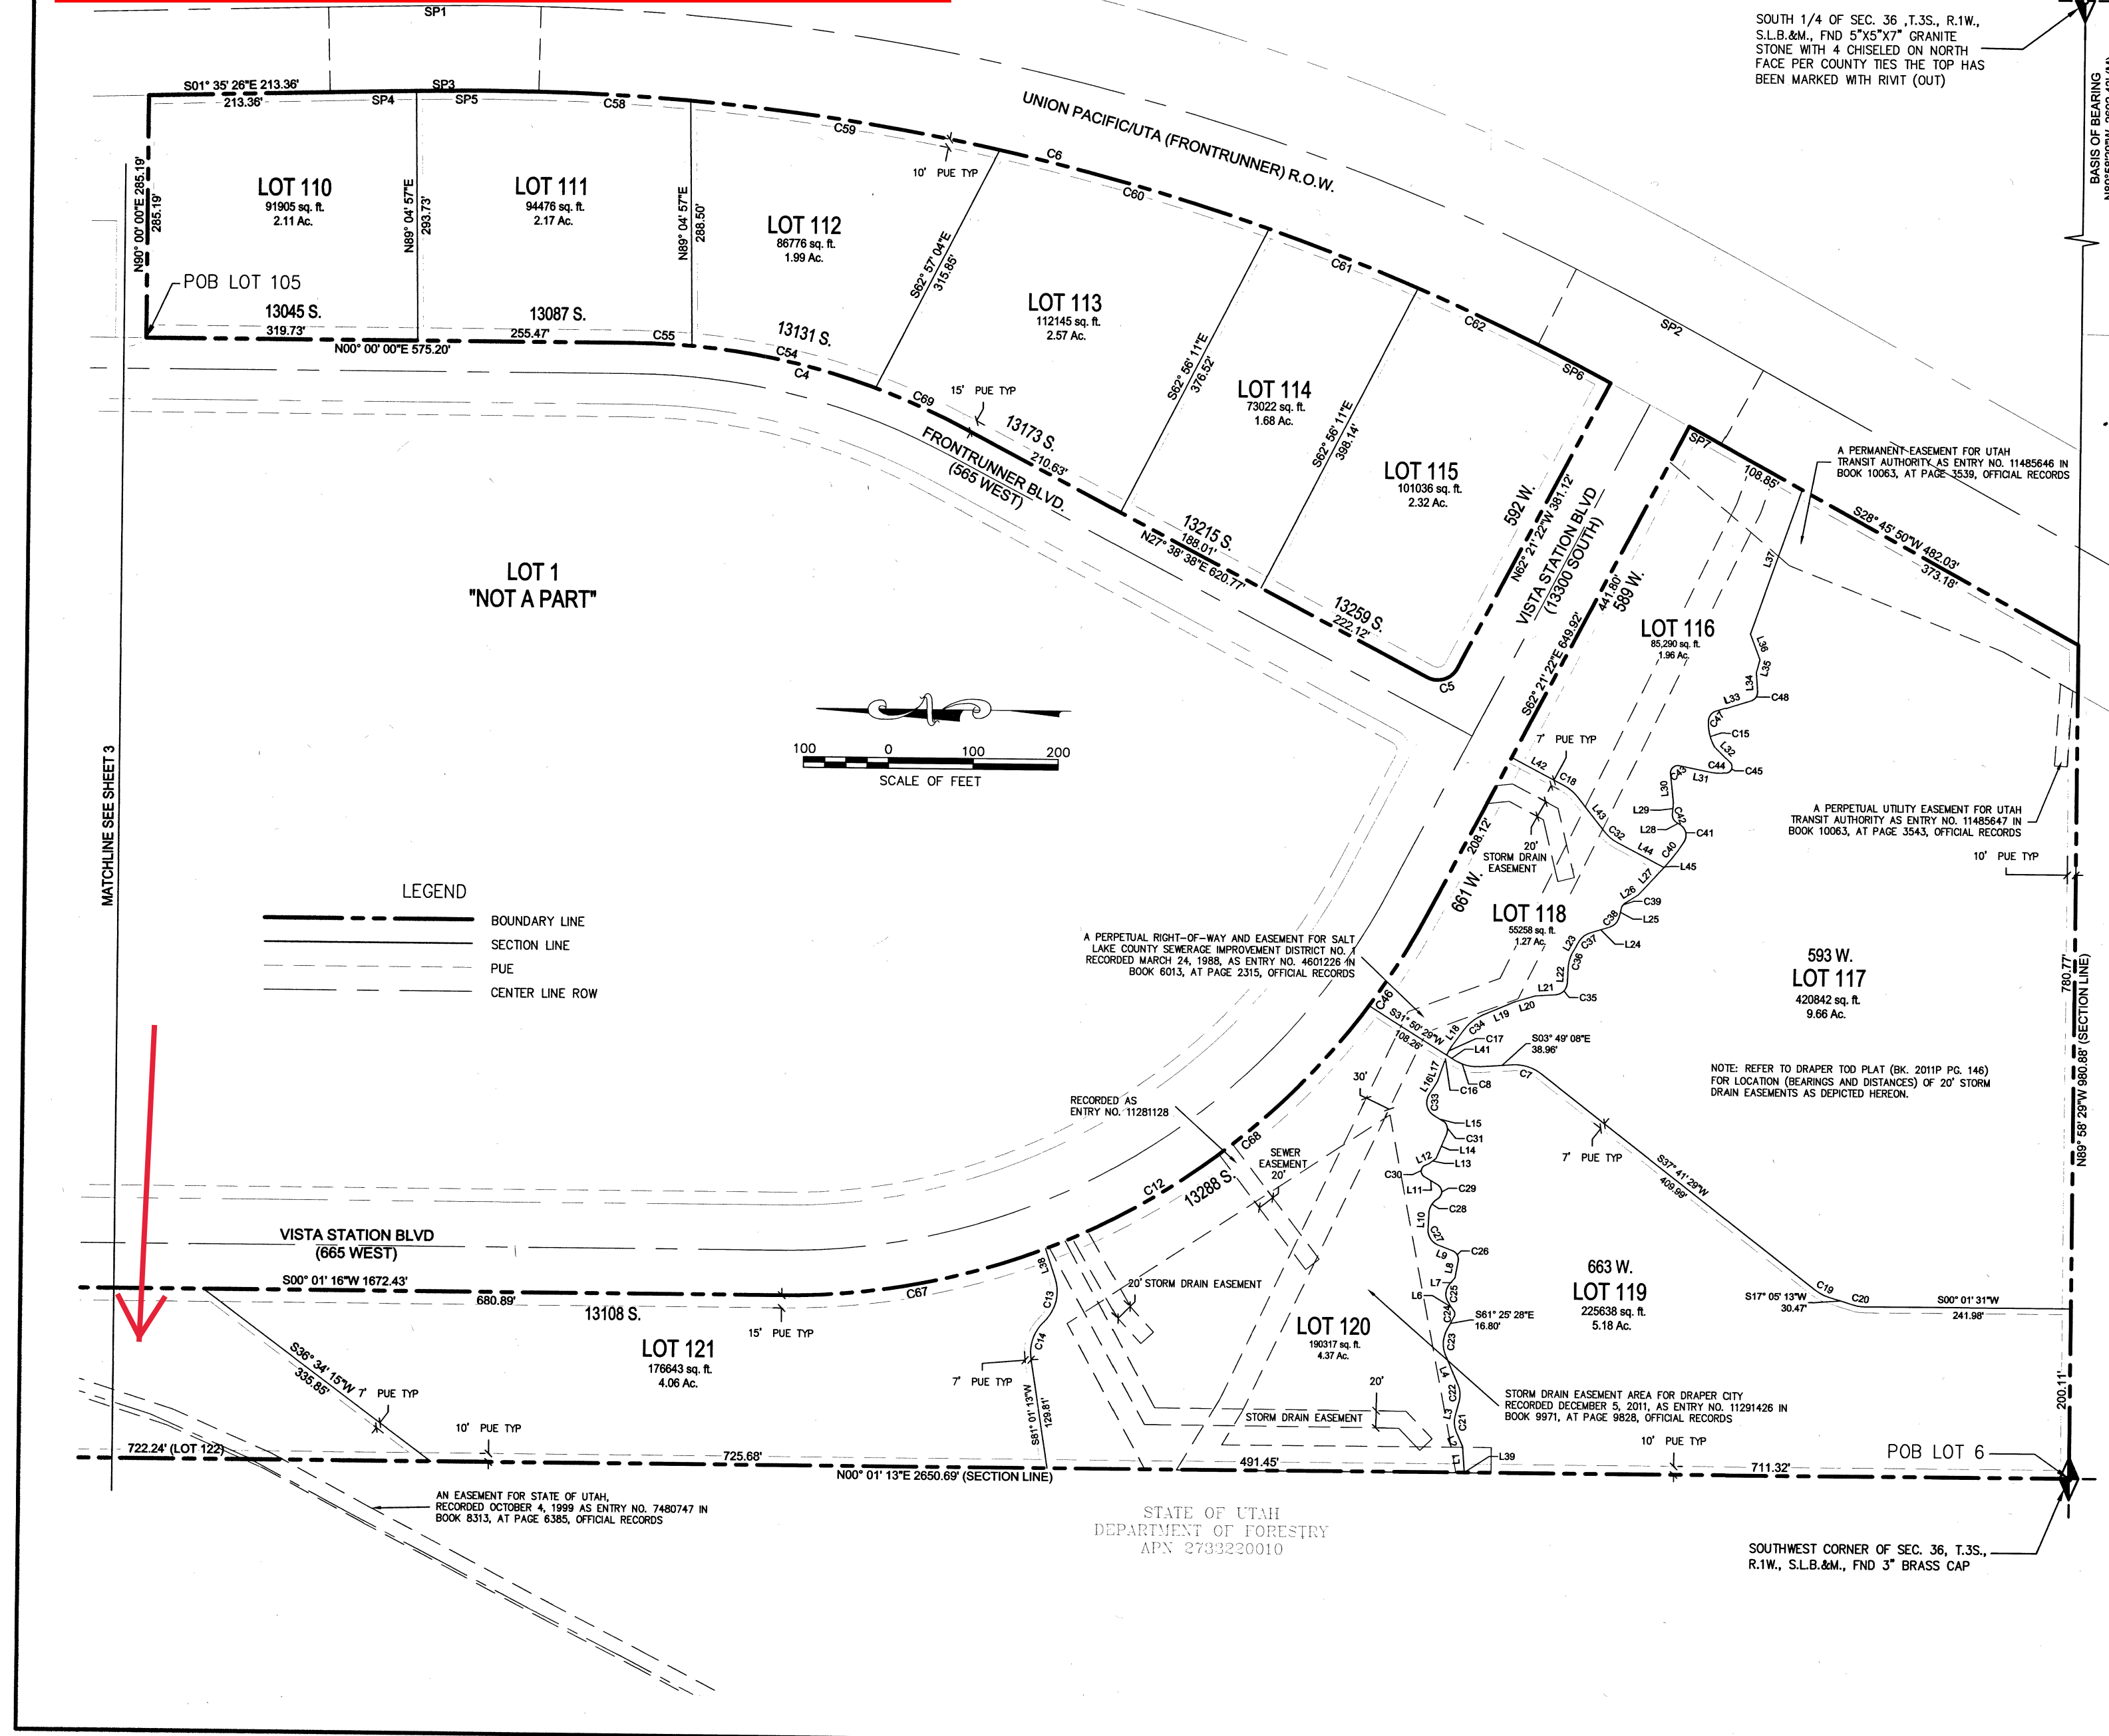 SP1
SOUTH 1/4 OF SEC. 36 ,T.3S., R.1W.,
S.L.B.&M., FND 5"X5"X7" GRANITE
STONE WITH 4 CHISELED ON NORTH
FACE PER COUNTY TIES THE TOP HAS
BEEN MARKED WITH RIVIT (OUT)
BASIS OF BEARING
S01° 35' 26"E 213.36'
213.36'
SP4
SP3
SP5
C58
C59
10' PUE TYP
C6
C60
UNION PACIFIC/UTA (FRONTRUNNER) R.O.W.
C61
C62
SP2
SP6
SP7
N90° 00' 00"E 285.19'
285.19'
LOT 110
91905 sq. ft.
2.11 Ac.
N89° 04' 57"E
293.73'
LOT 111
94476 sq. ft.
2.17 Ac.
N89° 04' 57"E
288.50'
LOT 112
86776 sq. ft.
1.99 Ac.
S62° 57' 04"E
315.85'
LOT 113
112145 sq. ft.
2.57 Ac.
S62° 56' 11"E
376.52'
LOT 114
73022 sq. ft.
1.68 Ac.
S62° 56' 11"E
398.14'
LOT 115
101036 sq. ft.
2.32 Ac.
POB LOT 105
13045 S.
319.73'
13087 S.
255.47'
N00° 00' 00"E 575.20'
C55
13131 S.
C54
C4
C69
15' PUE TYP
13173 S.
210.63'
FRONTRUNNER BLVD.
(565 WEST)
13215 S.
188.01'
N27° 38' 38"E 620.77'
13259 S.
222.12'
C5
592 W.
N62° 21' 22"W 381.12'
VISTA STATION BLVD
(13300 SOUTH)
441.80'
589 W.
S62° 21' 22"E 649.92'
108.85'
A PERMANENT EASEMENT FOR UTAH
TRANSIT AUTHORITY AS ENTRY NO. 11485646 IN
BOOK 10063, AT PAGE 3539, OFFICIAL RECORDS
S28° 45' 50"W 482.03'
373.18'
L37
LOT 116
85,290 sq. ft.
1.96 Ac.
L36
L35
L34
L33
C48
C47
C15
L32
C45
C44
L31
C43
L30
L29
C42
L28
C41
C40
L45
L27
L26
C39
L25
C38
L24
C37
L23
C36
L22
C35
L21
L20
L19
C34
L18
LOT 1
"NOT A PART"
100 0 100 200
SCALE OF FEET
MATCHLINE SEE SHEET 3
LEGEND
BOUNDARY LINE
SECTION LINE
PUE
CENTER LINE ROW
7' PUE TYP
L42
C18
L43
C32
L44
208.12'
20'
STORM DRAIN
EASEMENT
661 W.
LOT 118
55258 sq. ft.
1.27 Ac.
A PERPETUAL UTILITY EASEMENT FOR UTAH
TRANSIT AUTHORITY AS ENTRY NO. 11485647 IN
BOOK 10063, AT PAGE 3543, OFFICIAL RECORDS
10' PUE TYP
593 W.
LOT 117
420842 sq. ft.
9.66 Ac.
780.77'
N89° 58' 29"W 980.88' (SECTION LINE)
NOTE: REFER TO DRAPER TOD PLAT (BK. 2011P PG. 146)
FOR LOCATION (BEARINGS AND DISTANCES) OF 20' STORM
DRAIN EASEMENTS AS DEPICTED HEREON.
A PERPETUAL RIGHT-OF-WAY AND EASEMENT FOR SALT
LAKE COUNTY SEWERAGE IMPROVEMENT DISTRICT NO. 1
RECORDED MARCH 24, 1988, AS ENTRY NO. 4601226 IN
BOOK 6013, AT PAGE 2315, OFFICIAL RECORDS
C46
S31° 50' 29"W
108.26'
C17
L41
S03° 49' 08"E
38.96'
C7
C8
C16
L17
L16
C33
L15
C31
L14
L13
L12
C30
L11
C29
C28
L10
C27
C26
L9
L8
L7
L6
C25
C24
S61° 25' 28"E
16.80'
C23
L4
C22
L3
C21
L2
L1
L39
30'
RECORDED AS
ENTRY NO. 11281128
C68
SEWER
EASEMENT
20'
13288 S.
C12
7' PUE TYP
S37° 41' 29"W
409.99'
C19
S17° 05' 13"W
30.47'
C20
S00° 01' 31"W
241.98'
663 W.
LOT 119
225638 sq. ft.
5.18 Ac.
200.11'
VISTA STATION BLVD
(665 WEST)
S00° 01' 16"W 1672.43'
680.89'
13108 S.
15' PUE TYP
C67
L38
C13
C14
20' STORM DRAIN EASEMENT
LOT 120
190317 sq. ft.
4.37 Ac.
LOT 121
176643 sq. ft.
4.06 Ac.
S36° 34' 15"W
335.85'
7' PUE TYP
10' PUE TYP
7' PUE TYP
S81° 01' 13"W
129.81'
20'
STORM DRAIN EASEMENT
STORM DRAIN EASEMENT AREA FOR DRAPER CITY
RECORDED DECEMBER 5, 2011, AS ENTRY NO. 11291426 IN
BOOK 9971, AT PAGE 9828, OFFICIAL RECORDS
10' PUE TYP
POB LOT 6
722.24' (LOT 122)
725.68'
N00° 01' 13"E 2650.69' (SECTION LINE)
491.45'
711.32'
AN EASEMENT FOR STATE OF UTAH,
RECORDED OCTOBER 4, 1999 AS ENTRY NO. 7480747 IN
BOOK 8313, AT PAGE 6385, OFFICIAL RECORDS
STATE OF UTAH
DEPARTMENT OF FORESTRY
APN 2733220010
SOUTHWEST CORNER OF SEC. 36, T.3S.,
R.1W., S.L.B.&M., FND 3" BRASS CAP